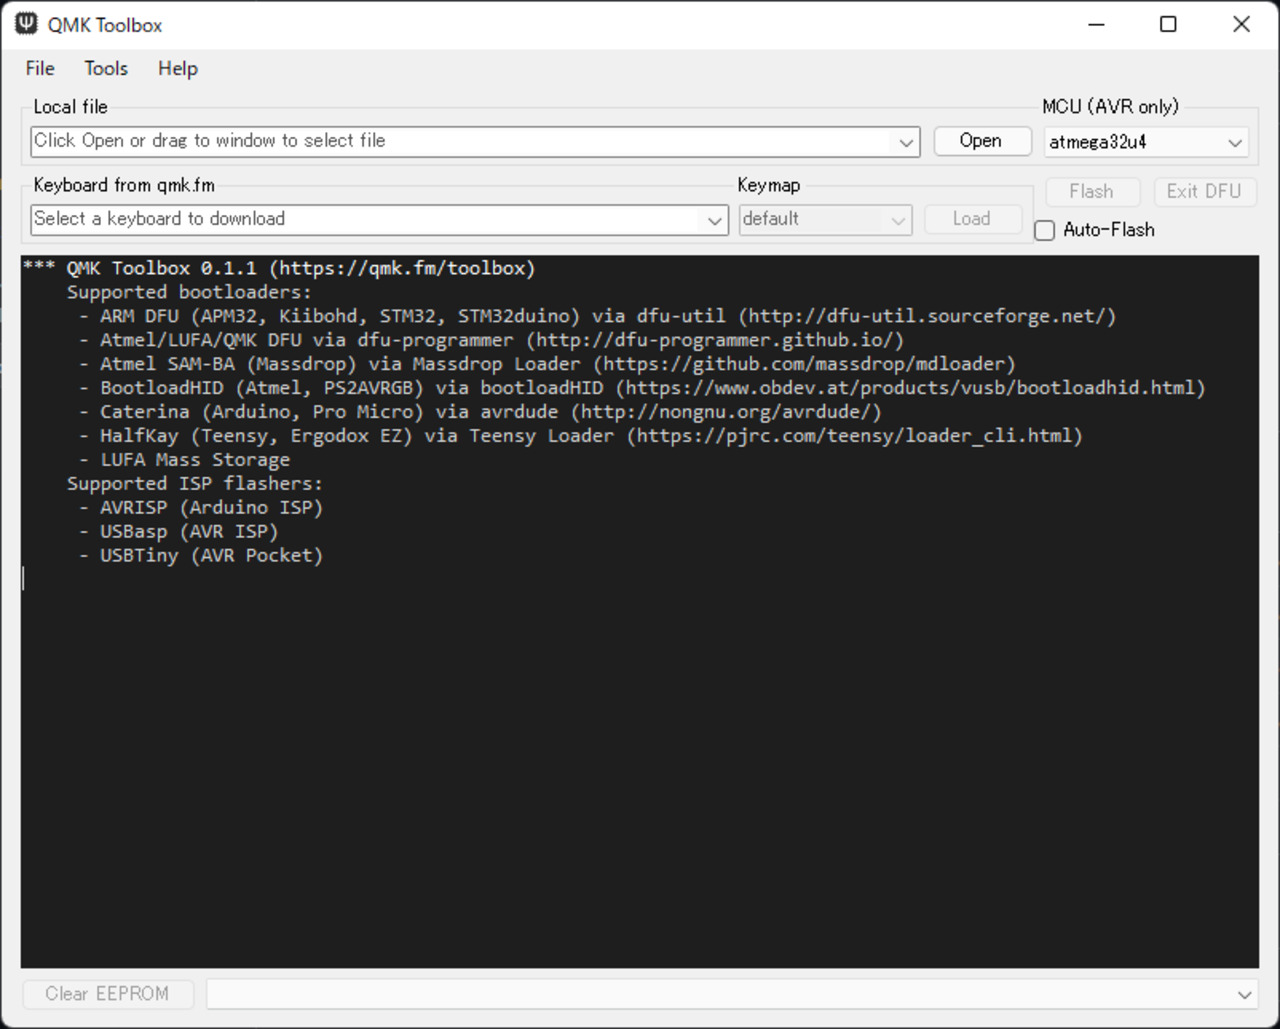 QMK Toolbox
File Tools Help
Local file
MCU (AVR only)
Click Open or drag to window to select file
Open
atmega32u4
Keyboard from qmk.fm
Keymap
Flash
Exit DFU
Select a keyboard to download
default
Load
Auto-Flash
*** QMK Toolbox 0.1.1 (https://qmk.fm/toolbox)
Supported bootloaders:
- ARM DFU (APM32, Kiibohd, STM32, STM32duino) via dfu-util (http://dfu-util.sourceforge.net/)
- Atmel/LUFA/QMK DFU via dfu-programmer (http://dfu-programmer.github.io/)
- Atmel SAM-BA (Massdrop) via Massdrop Loader (https://github.com/massdrop/mdloader)
- BootloadHID (Atmel, PS2AVRGB) via bootloadHID (https://www.obdev.at/products/vusb/bootloadhid.html)
- Caterina (Arduino, Pro Micro) via avrdude (http://nongnu.org/avrdude/)
- HalfKay (Teensy, Ergodox EZ) via Teensy Loader (https://pjrc.com/teensy/loader_cli.html)
- LUFA Mass Storage
Supported ISP flashers:
- AVRISP (Arduino ISP)
- USBasp (AVR ISP)
- USBTiny (AVR Pocket)
Clear EEPROM